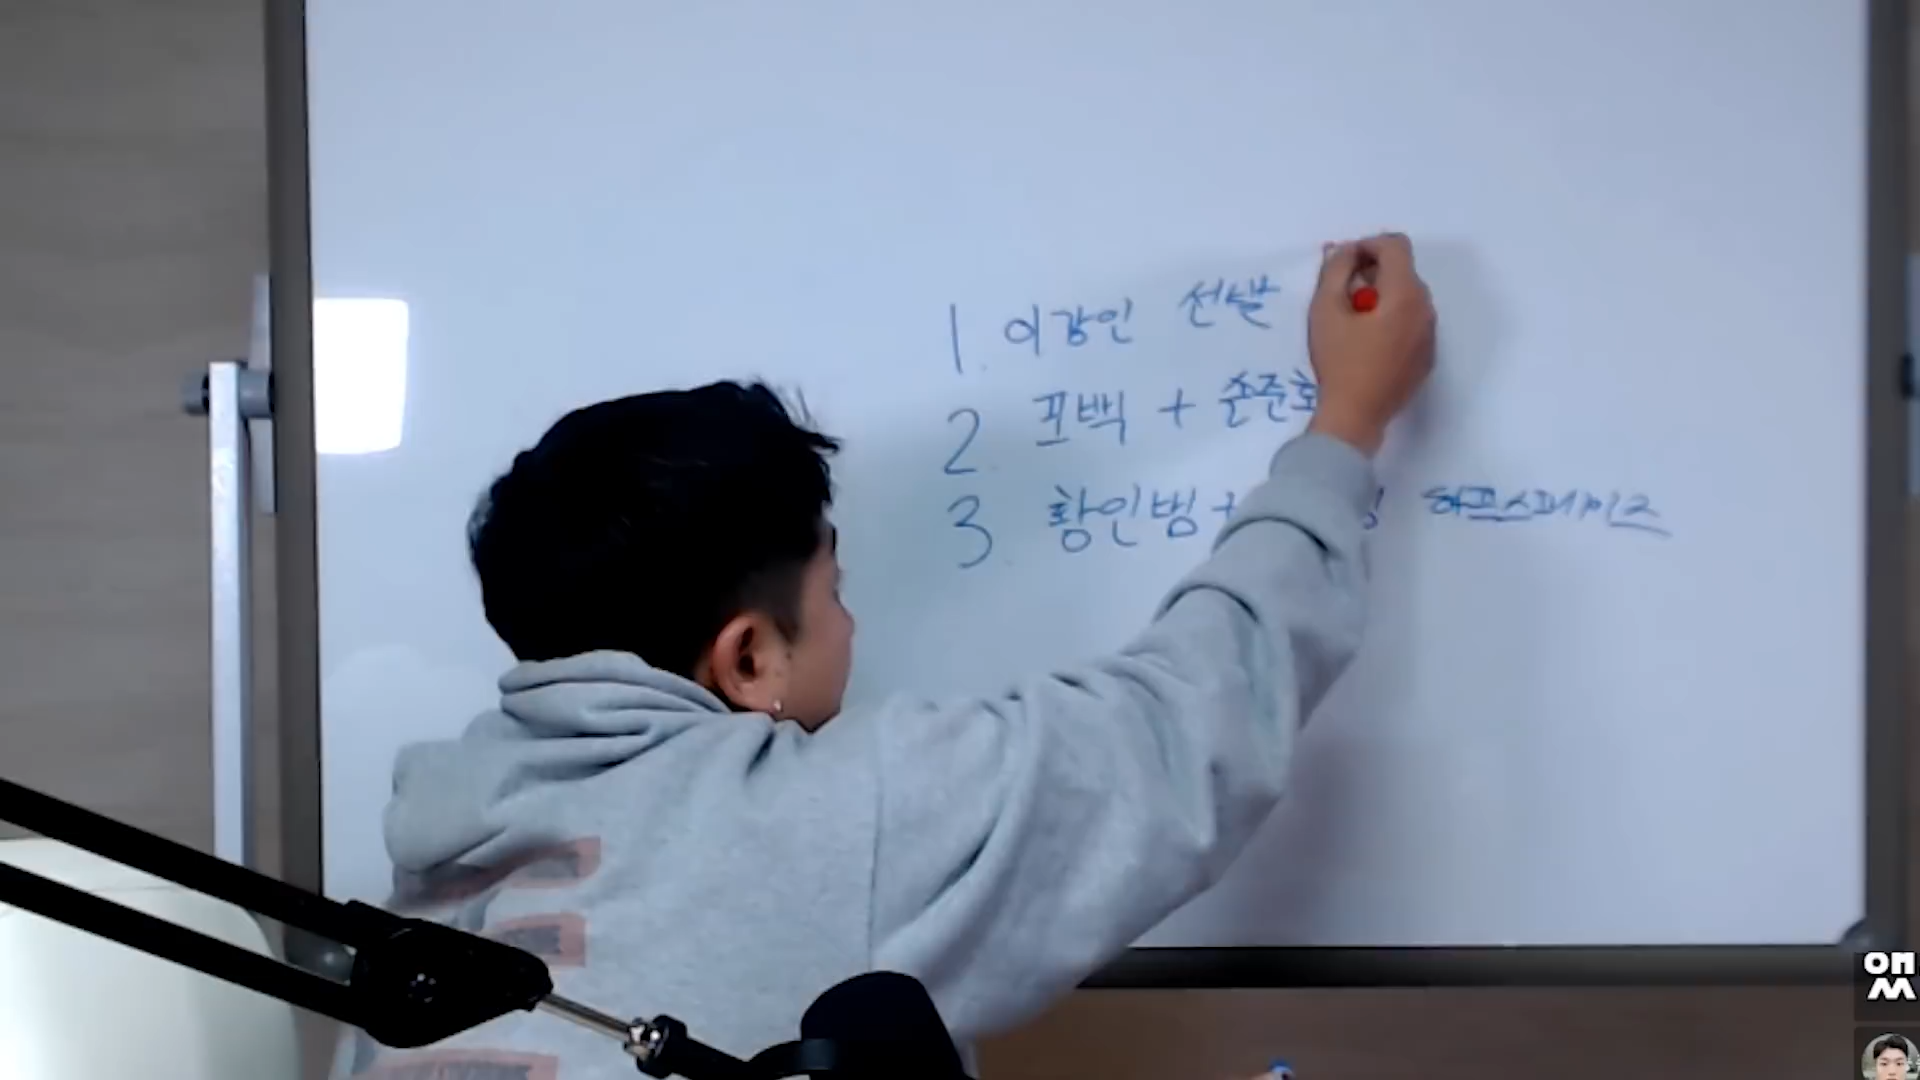 1. 이강인 선발
2. 포백 + 손준호
3. 황인범 + 하프스페이스